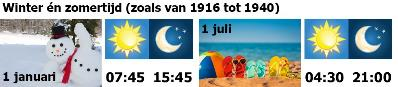 Winter én zomertijd (zoals van 1916 tot 1940)
1 juli
1 januari 07:45 15:45 04:30 21:00